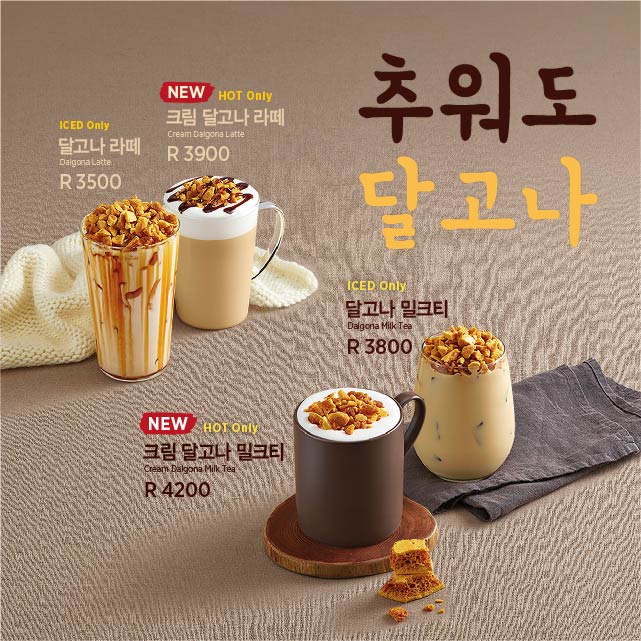 추워도
달고나
ICED Only
달고나 라떼
Dalgona Latte
R 3500
NEW HOT Only
크림 달고나 라떼
Cream Dalgona Latte
R 3900
ICED Only
달고나 밀크티
Dalgona Milk Tea
R 3800
NEW HOT Only
크림 달고나 밀크티
Cream Dalgona Milk Tea
R 4200